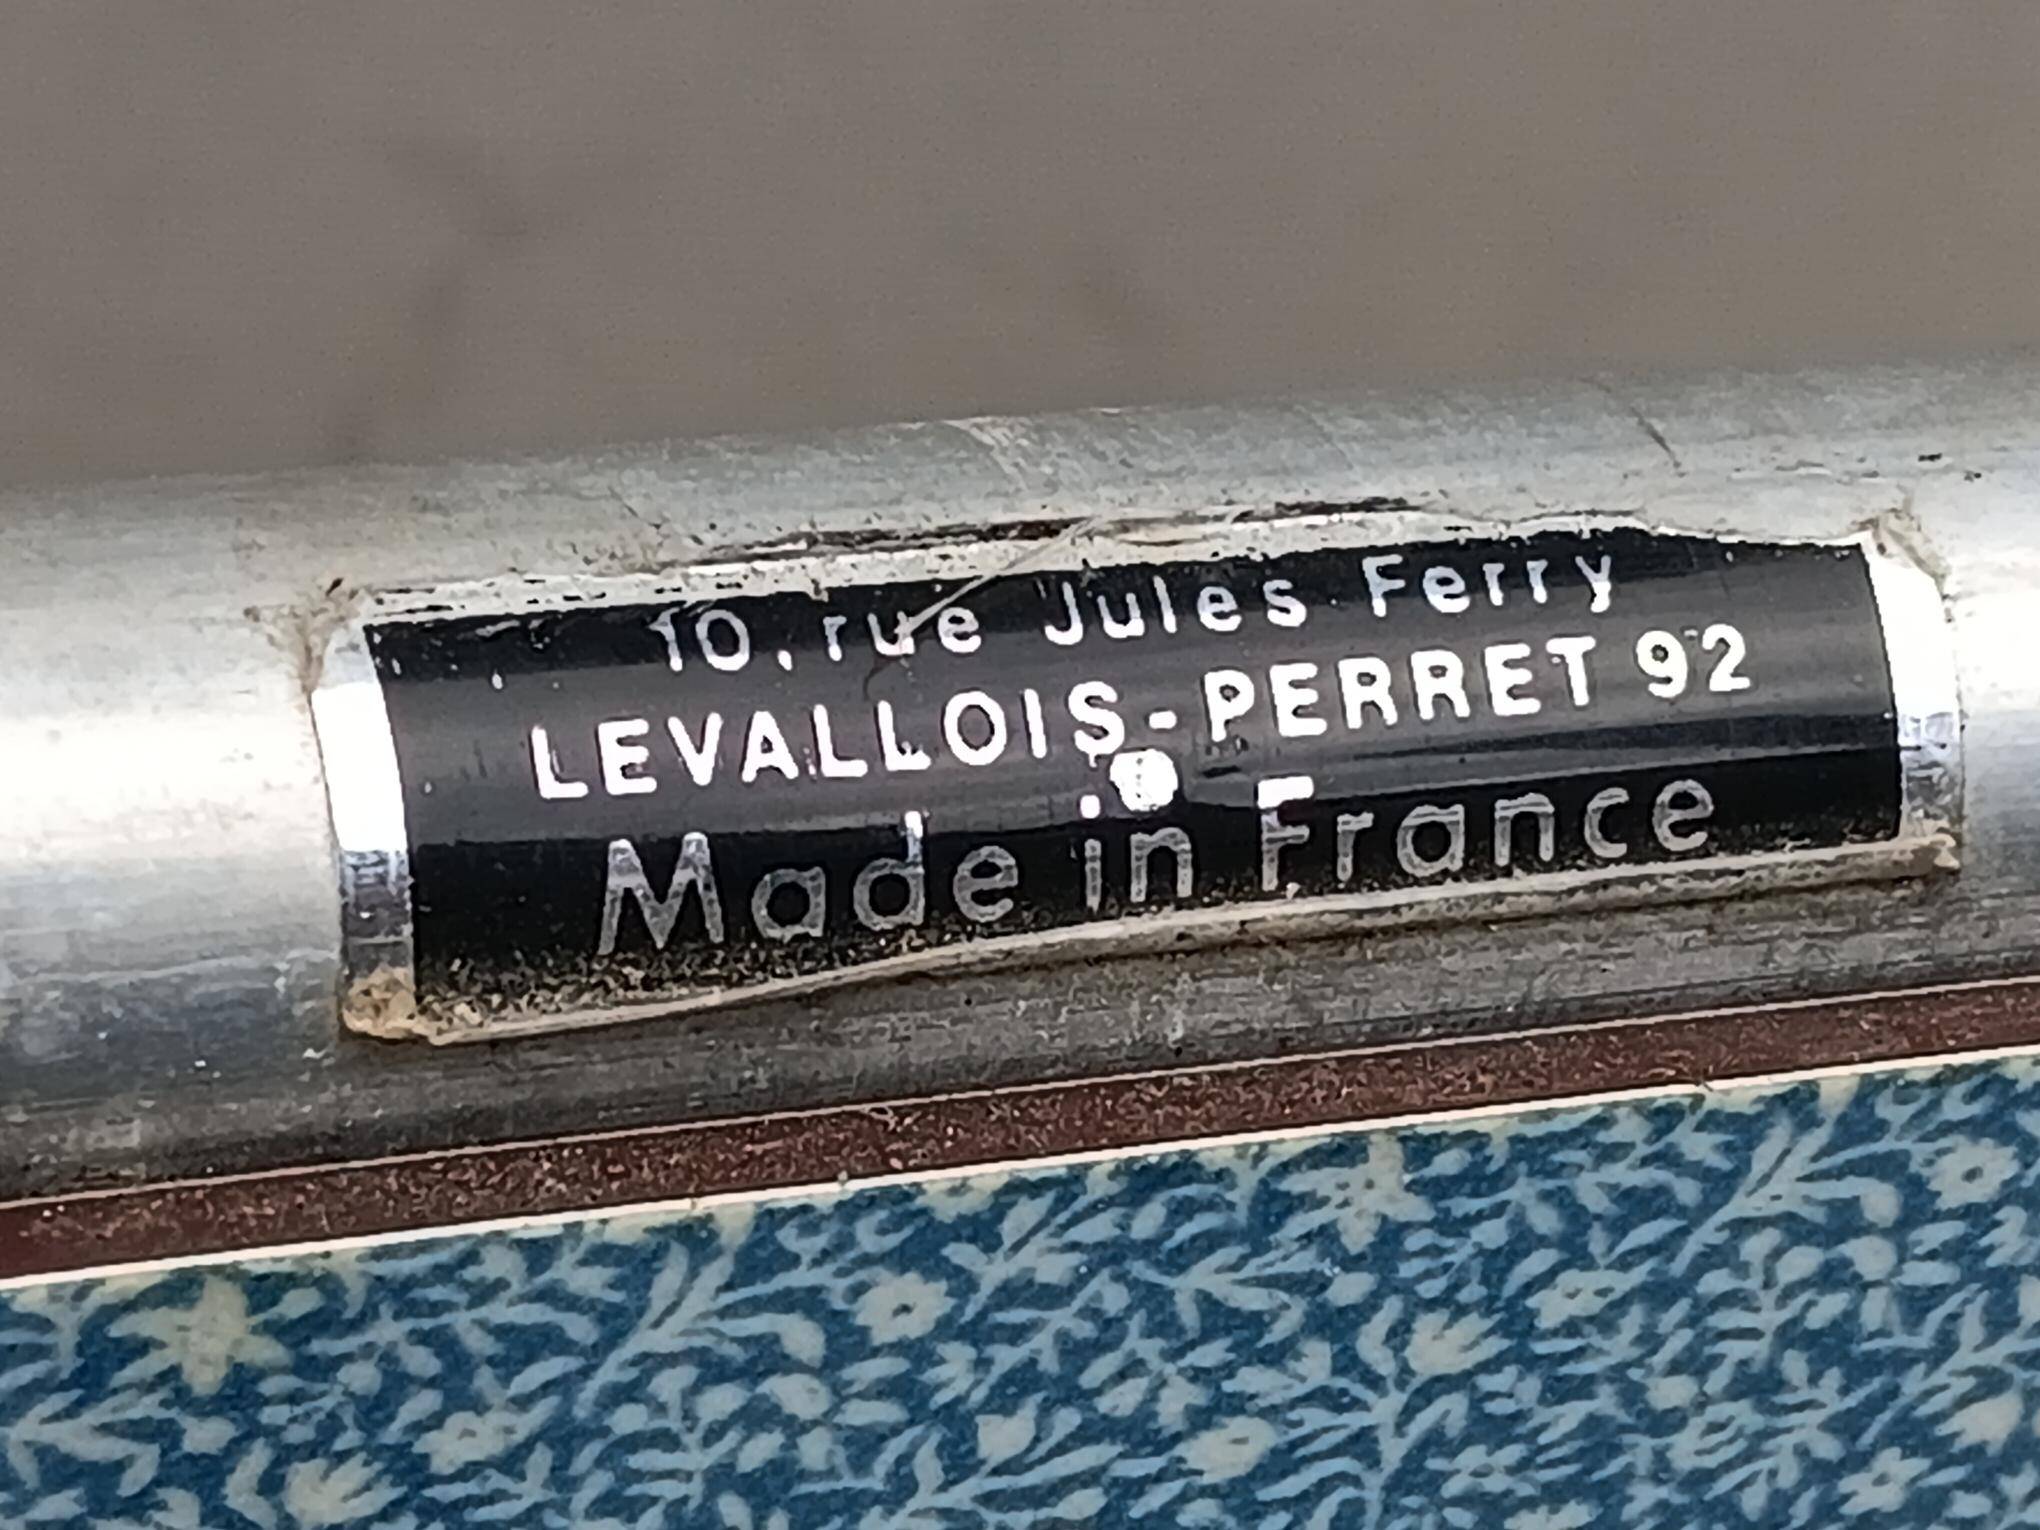 10, rue Jules Ferry
LEVALLOIS-PERRET 92
Made in France